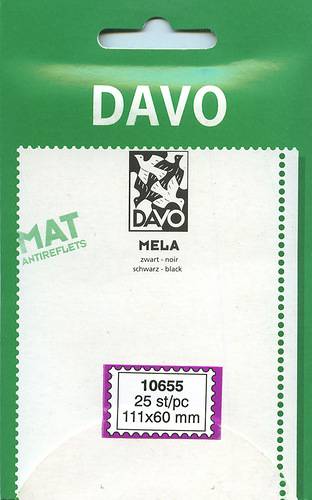 DAVO
DAVO
MAT
ANTIREFLETS
MELA
zwart - noir
schwarz - black
10655
25 st/pc
111x60 mm